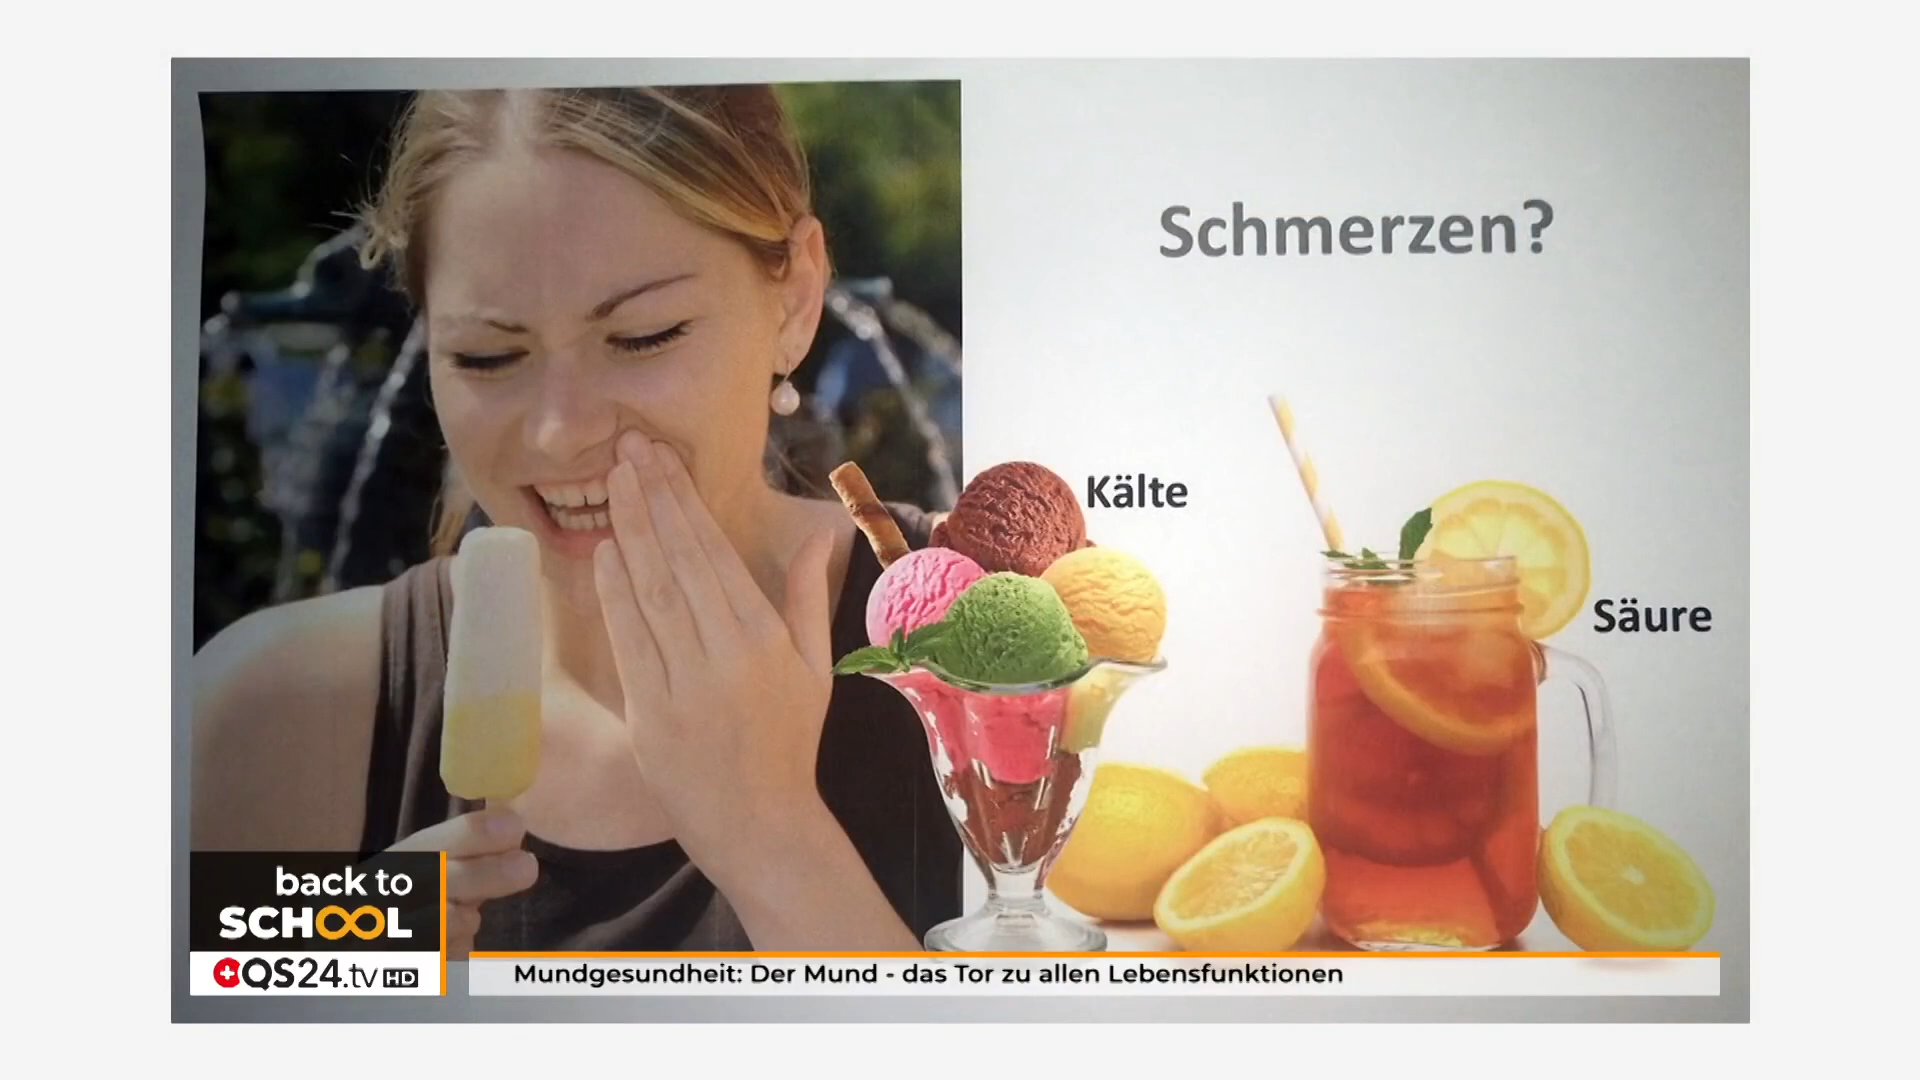 Schmerzen?
Kälte
Säure
back to
SCHOOL
QS24.tv HD
Mundgesundheit: Der Mund - das Tor zu allen Lebensfunktionen